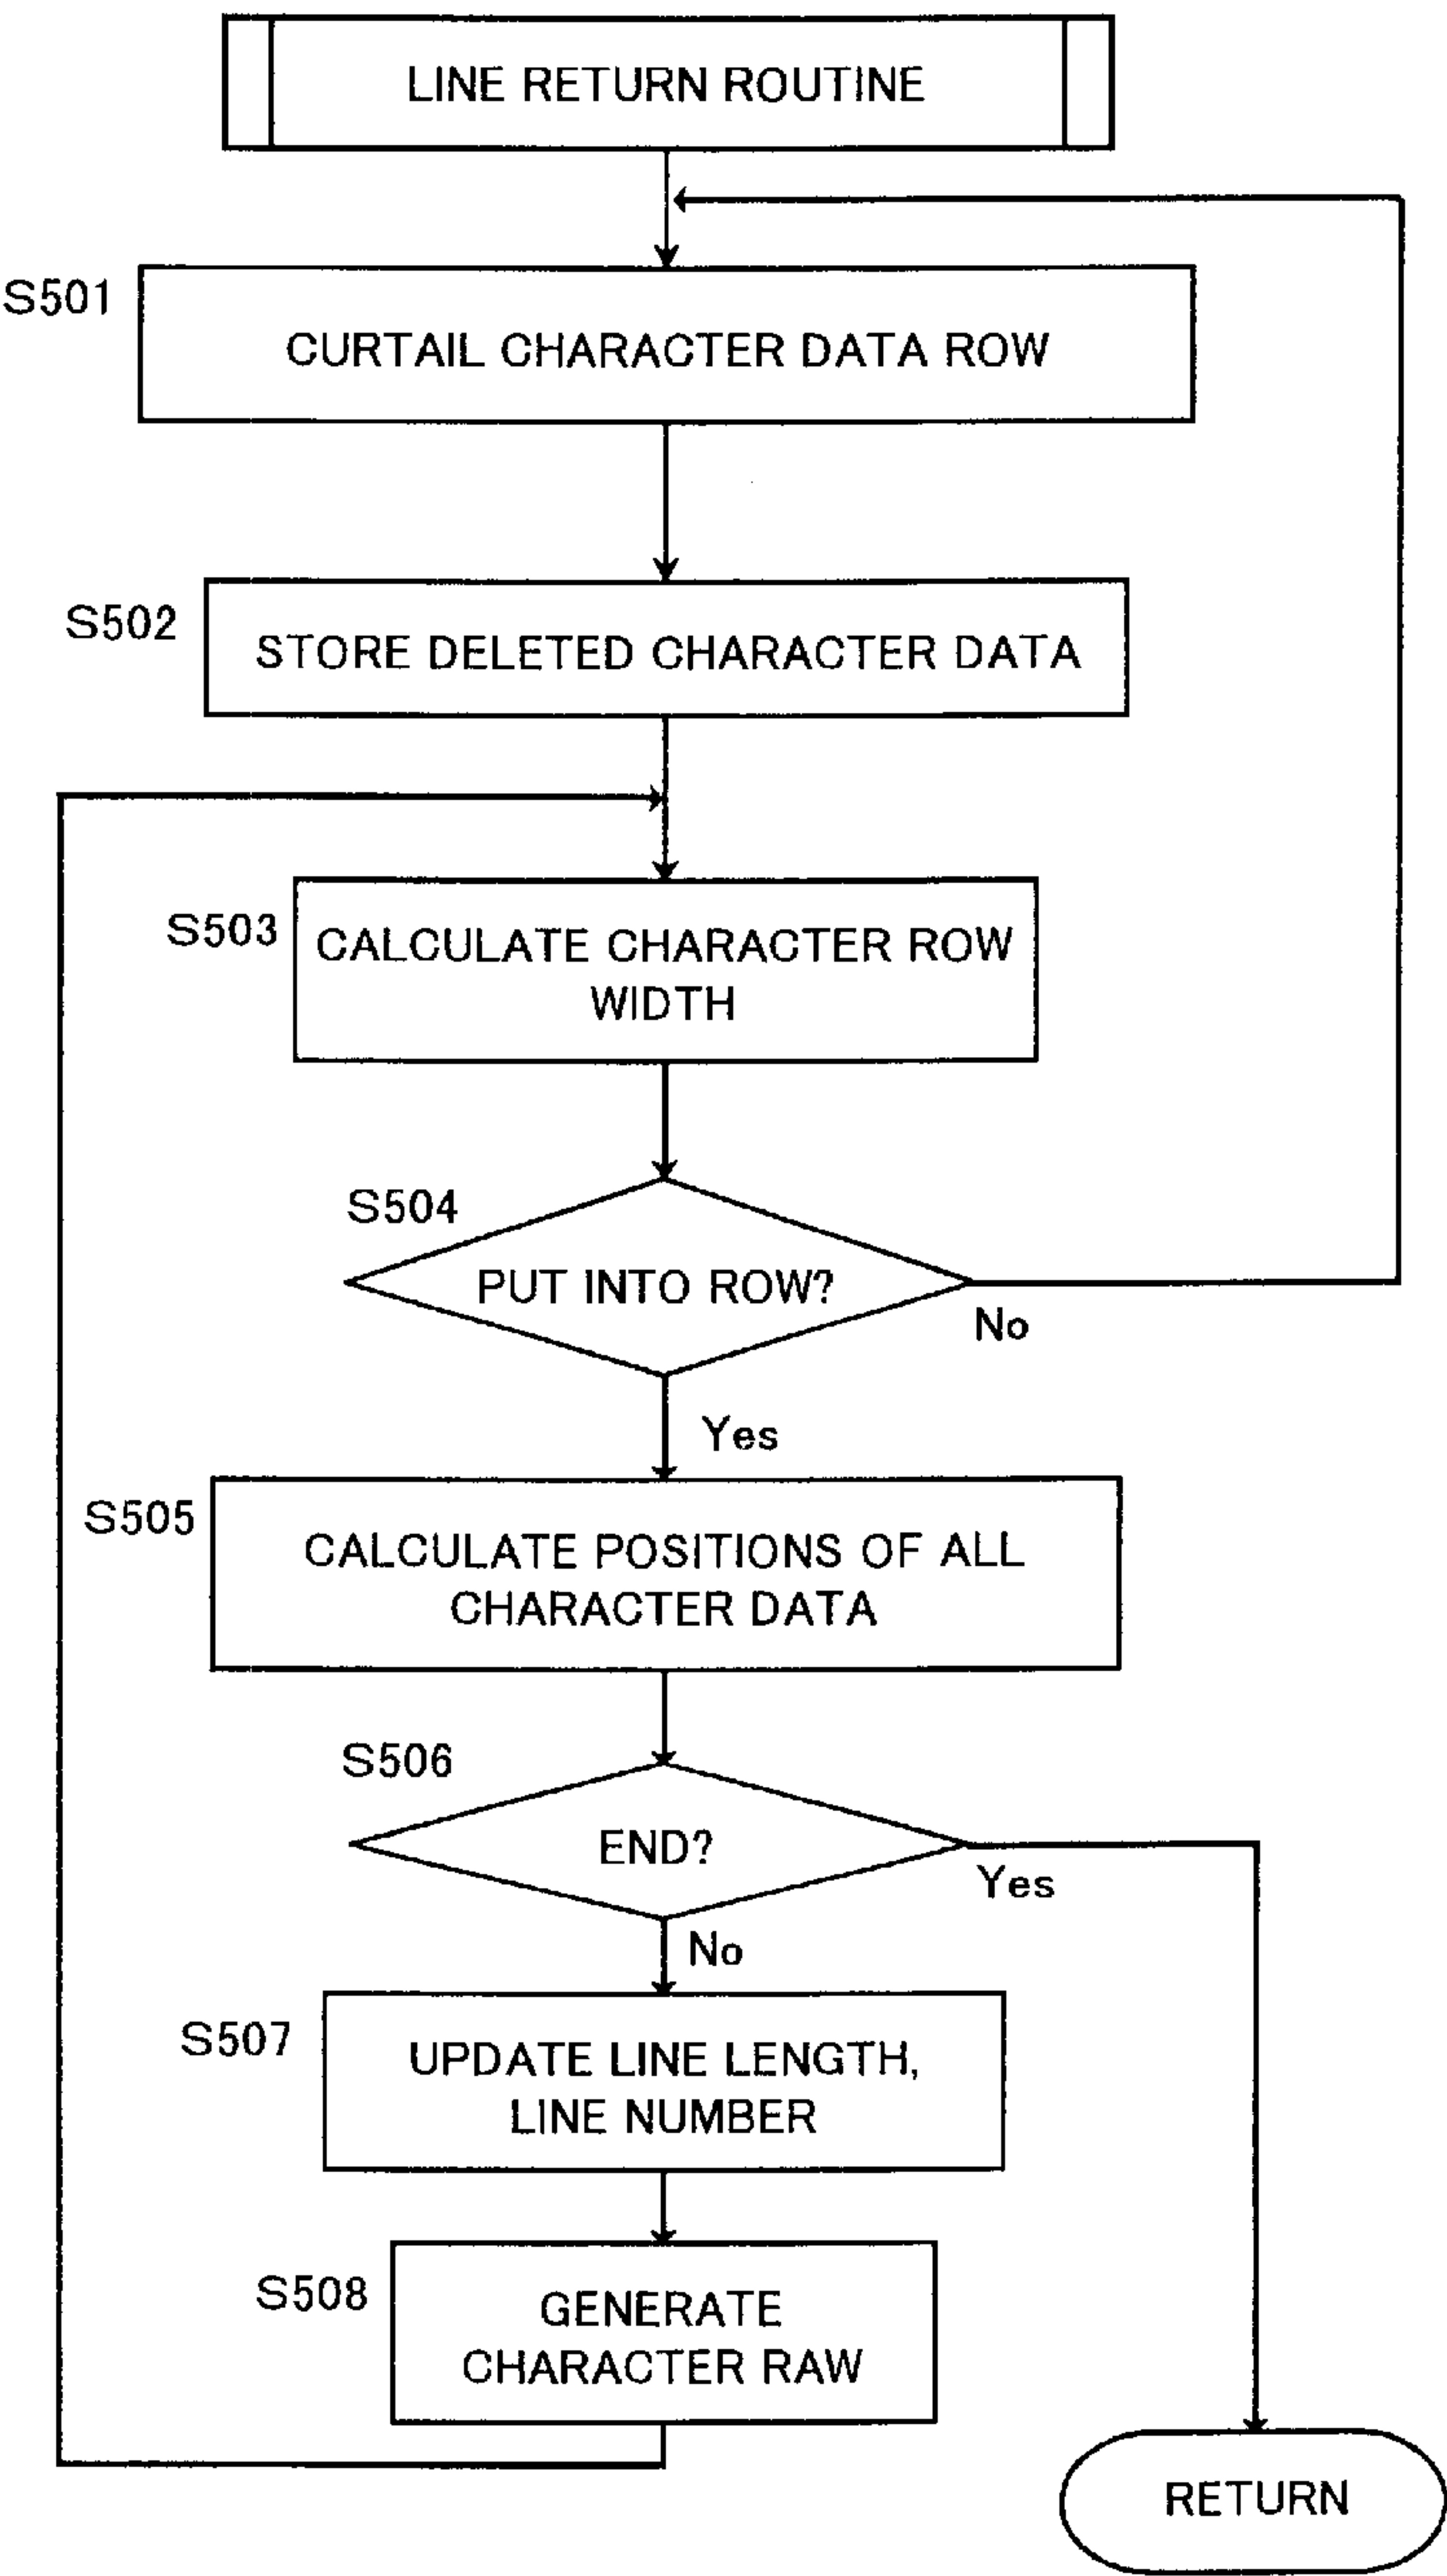 LINE RETURN ROUTINE
S501
CURTAIL CHARACTER DATA ROW
S502
STORE DELETED CHARACTER DATA
S503
CALCULATE CHARACTER ROW
WIDTH
S504
PUT INTO ROW?
No
Yes
S505
CALCULATE POSITIONS OF ALL
CHARACTER DATA
S506
END?
Yes
No
S507
UPDATE LINE LENGTH,
LINE NUMBER
S508
GENERATE
CHARACTER RAW
RETURN